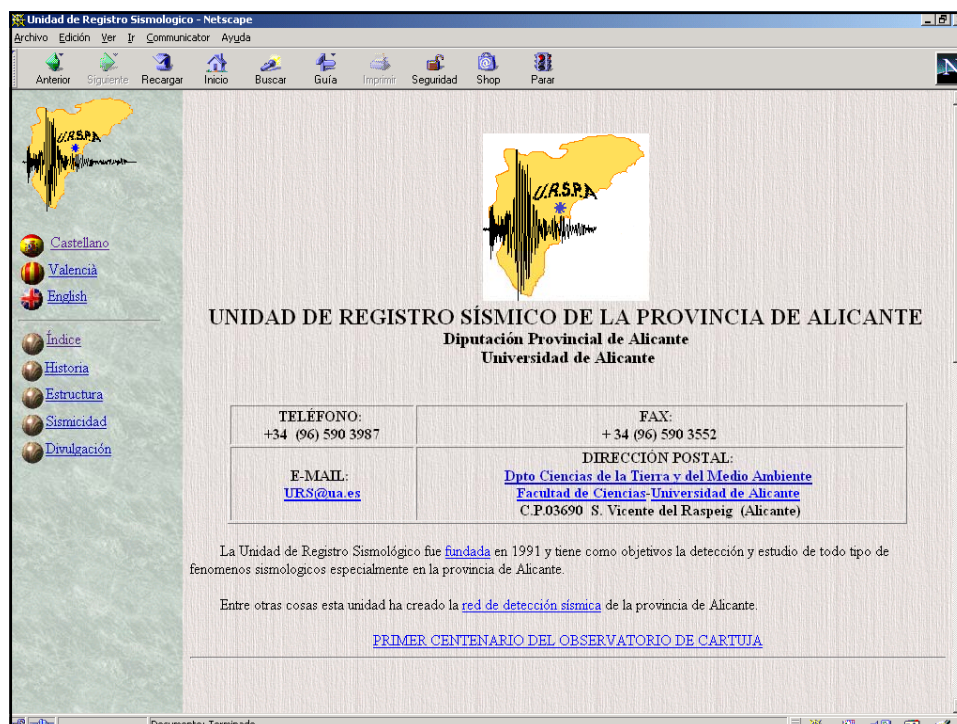 Unidad de Registro Sismologico - Netscape
Archivo Edición Ver Ir Communicator Ayuda
Anterior Siguiente Recargar Inicio Buscar Guía Imprimir Seguridad Shop Parar
N
U.R.S.P.A
Castellano
Valencià
English
Índice
Historia
Estructura
Sismicidad
Divulgación
U.R.S.P.A
UNIDAD DE REGISTRO SÍSMICO DE LA PROVINCIA DE ALICANTE
Diputación Provincial de Alicante
Universidad de Alicante
TELÉFONO:
+34 (96) 590 3987
FAX:
+ 34 (96) 590 3552
E-MAIL:
URS@ua.es
DIRECCIÓN POSTAL:
Dpto Ciencias de la Tierra y del Medio Ambiente
Facultad de Ciencias-Universidad de Alicante
C.P.03690 S. Vicente del Raspeig (Alicante)
La Unidad de Registro Sismológico fue fundada en 1991 y tiene como objetivos la detección y estudio de todo tipo de
fenomenos sismologicos especialmente en la provincia de Alicante.
Entre otras cosas esta unidad ha creado la red de detección sísmica de la provincia de Alicante.
PRIMER CENTENARIO DEL OBSERVATORIO DE CARTUJA
Documento: Terminado